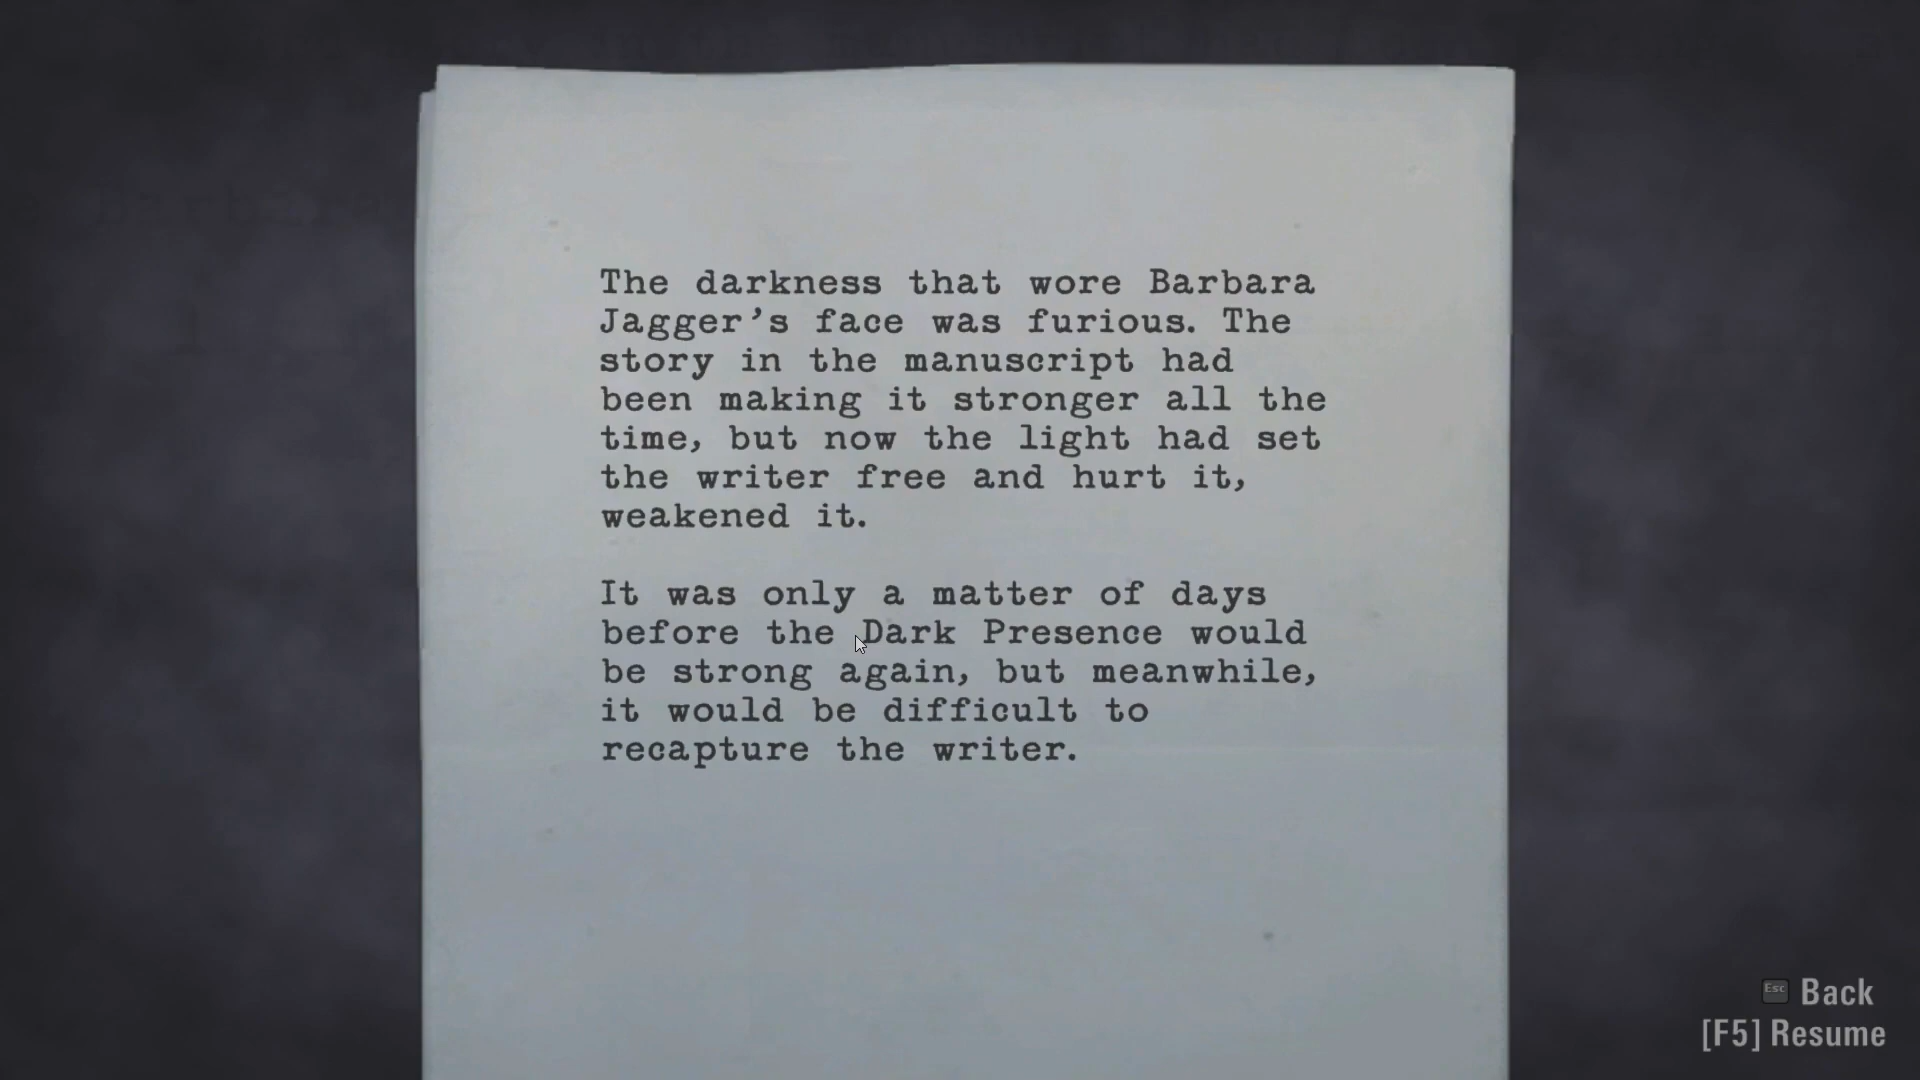 The darkness that wore Barbara
Jagger's face was furious. The
story in the manuscript had
been making it stronger all the
time, but now the light had set
the writer free and hurt it,
weakened it.
It was only a matter of days
before the Dark Presence would
be strong again, but meanwhile,
it would be difficult to
recapture the writer.
Esc Back
[F5] Resume